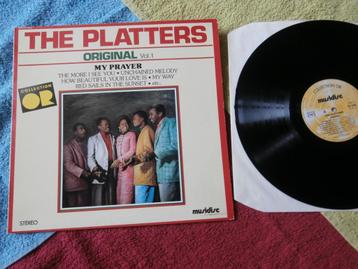 THE PLATTERS
ORIGINAL Vol.1
MY PRAYER
THE MORE I SEE YOU • UNCHAINED MELODY
HOW BEAUTIFUL YOUR LOVE IS • MY WAY
RED SAILS IN THE SUNSET • etc...
COLLECTION
OR
STÉRÉO
musidisc
COLLECTION OR
musidisc